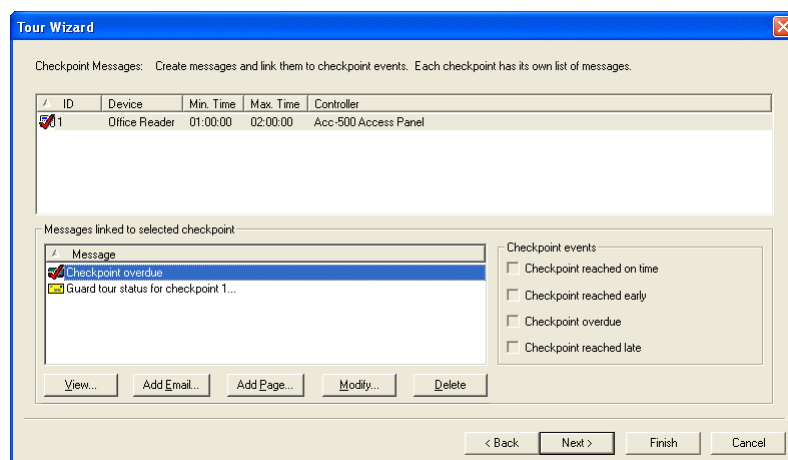 Tour Wizard
Checkpoint Messages: Create messages and link them to checkpoint events. Each checkpoint has its own list of messages.
ID Device Min. Time Max. Time Controller
1 Office Reader 01:00:00 02:00:00 Acc-500 Access Panel
Messages linked to selected checkpoint
Message
Checkpoint overdue
Guard tour status for checkpoint 1...
Checkpoint events
Checkpoint reached on time
Checkpoint reached early
Checkpoint overdue
Checkpoint reached late
View... Add Email... Add Page... Modify... Delete
< Back Next > Finish Cancel